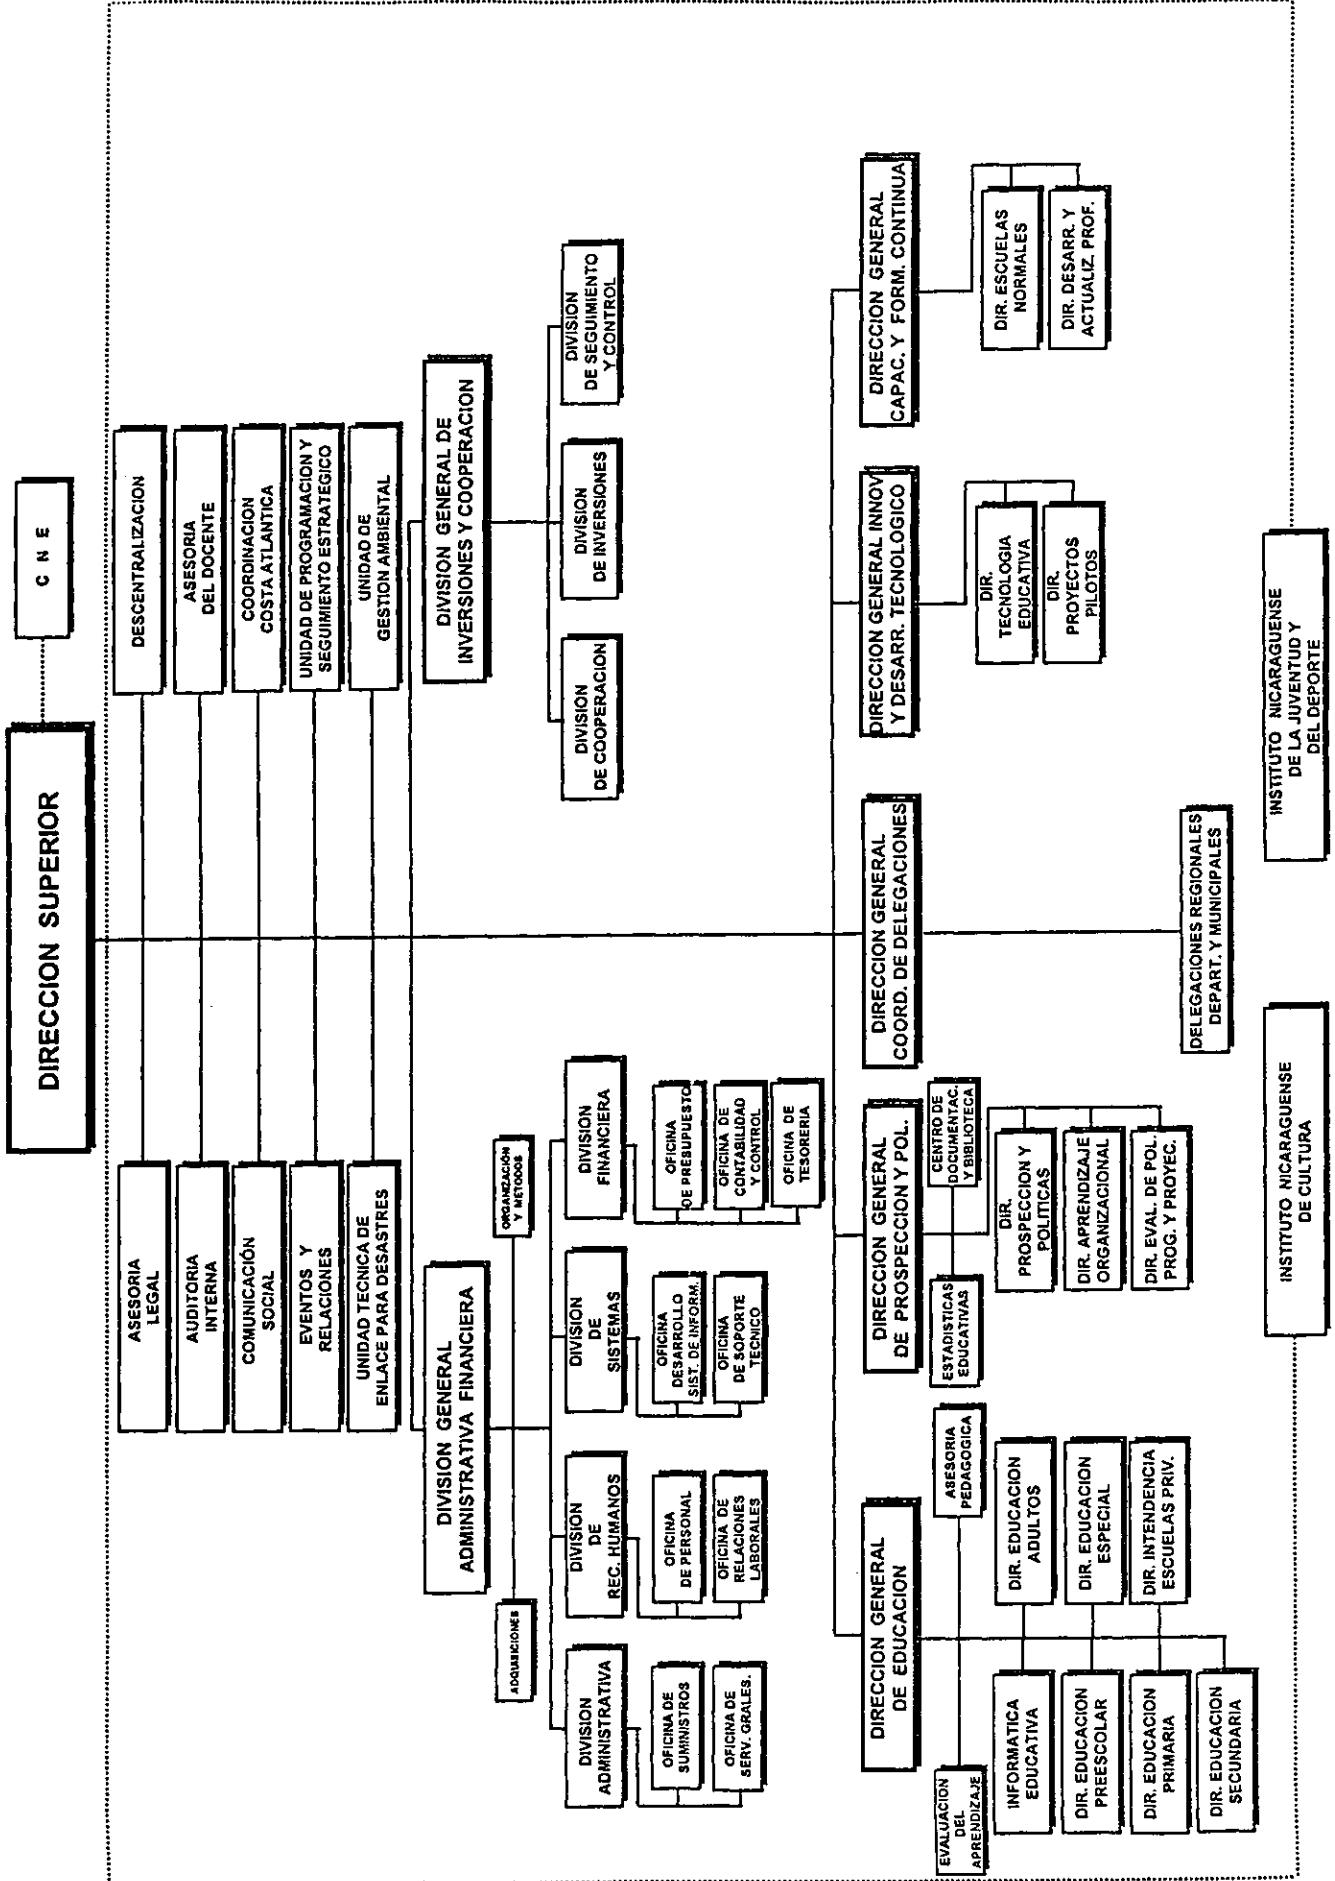 DIRECCION SUPERIOR
C N E
ASESORIA
LEGAL
DESCENTRALIZACION
AUDITORIA
INTERNA
ASESORIA
DEL DOCENTE
COMUNICACIÓN
SOCIAL
COORDINACION
COSTA ATLANTICA
EVENTOS Y
RELACIONES
UNIDAD DE PROGRAMACION Y
SEGUIMIENTO ESTRATEGICO
UNIDAD TECNICA DE
ENLACE PARA DESASTRES
UNIDAD DE
GESTION AMBIENTAL
DIVISION GENERAL
ADMINISTRATIVA FINANCIERA
DIVISION GENERAL DE
INVERSIONES Y COOPERACION
ADQUISICIONES
ORGANIZACIÓN
Y METODOS
DIVISION
ADMINISTRATIVA
DIVISION
DE
REC. HUMANOS
DIVISION
DE
SISTEMAS
DIVISION
FINANCIERA
DIVISION
DE COOPERACION
DIVISION
DE INVERSIONES
DIVISION
DE SEGUIMIENTO
Y CONTROL
OFICINA DE
SUMINISTROS
OFICINA DE
SERV. GRALES.
OFICINA
DE PERSONAL
OFICINA DE
RELACIONES
LABORALES
OFICINA
DESARROLLO
SIST. DE INFORM.
OFICINA
DE SOPORTE
TECNICO
OFICINA
DE PRESUPUESTO
OFICINA DE
CONTABILIDAD
Y CONTROL
OFICINA DE
TESORERIA
DIRECCION GENERAL
DE EDUCACION
DIRECCION GENERAL
DE PROSPECCION Y POL.
DIRECCION GENERAL
COORD. DE DELEGACIONES
DIRECCION GENERAL INNOV
Y DESARR. TECNOLOGICO
DIRECCION GENERAL
CAPAC. Y FORM. CONTINUA
EVALUACION
DEL
APRENDIZAJE
ASESORIA
PEDAGOGICA
INFORMATICA
EDUCATIVA
DIR. EDUCACION
ADULTOS
DIR. EDUCACION
PREESCOLAR
DIR. EDUCACION
ESPECIAL
DIR. EDUCACION
PRIMARIA
DIR. INTENDENCIA
ESCUELAS PRIV.
DIR. EDUCACION
SECUNDARIA
ESTADISTICAS
EDUCATIVAS
CENTRO DE
DOCUMENTAC.
Y BIBLIOTECA
DIR.
PROSPECCION Y
POLITICAS
DIR. APRENDIZAJE
ORGANIZACIONAL
DIR. EVAL. DE POL.
PROG. Y PROYEC.
DELEGACIONES REGIONALES
DEPART. Y MUNICIPALES
DIR.
TECNOLOGIA
EDUCATIVA
DIR.
PROYECTOS
PILOTOS
DIR. ESCUELAS
NORMALES
DIR. DESARR. Y
ACTUALIZ. PROF.
INSTITUTO NICARAGUENSE
DE CULTURA
INSTITUTO NICARAGUENSE
DE LA JUVENTUD Y
DEL DEPORTE